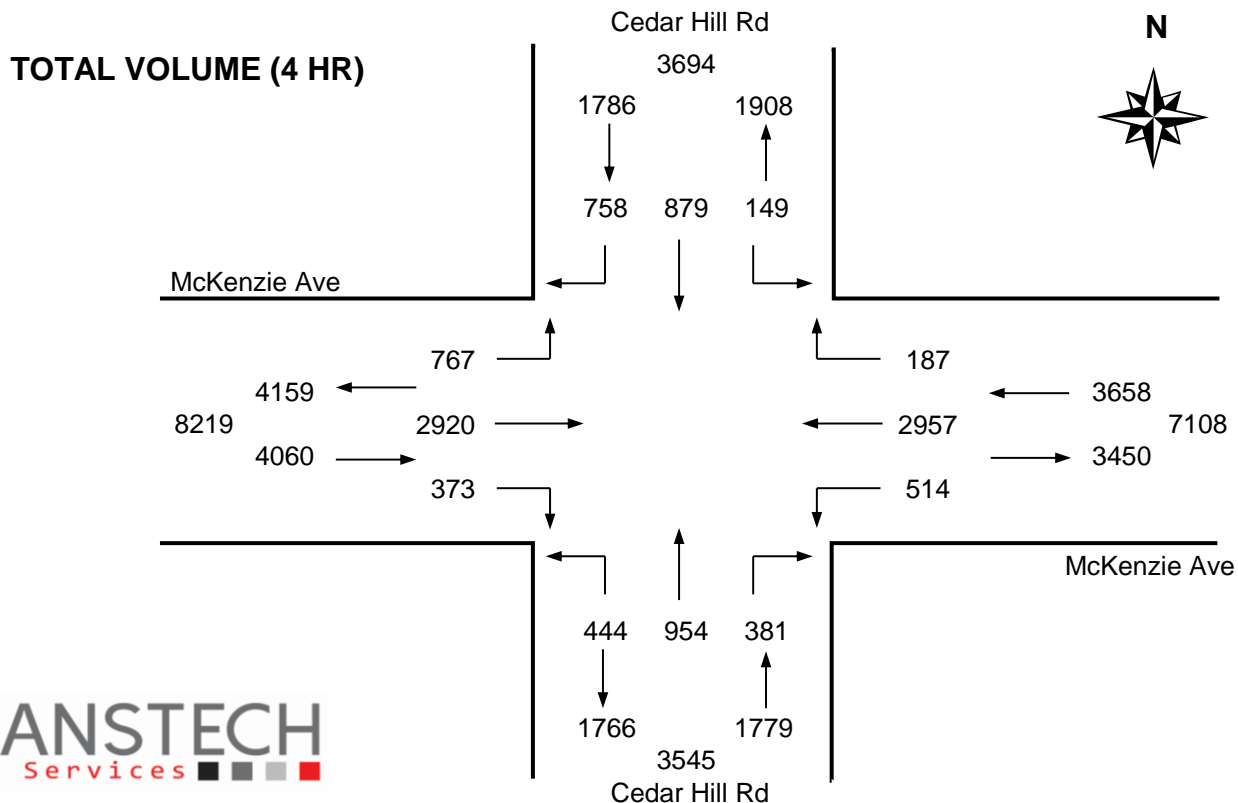 Cedar Hill Rd
N
TOTAL VOLUME (4 HR)
3694
1786 1908
758 879 149
McKenzie Ave
767 187
4159 3658
8219 2920 2957 7108
4060 3450
373 514
McKenzie Ave
444 954 381
1766 1779
3545
Cedar Hill Rd
ANSTECH
Services